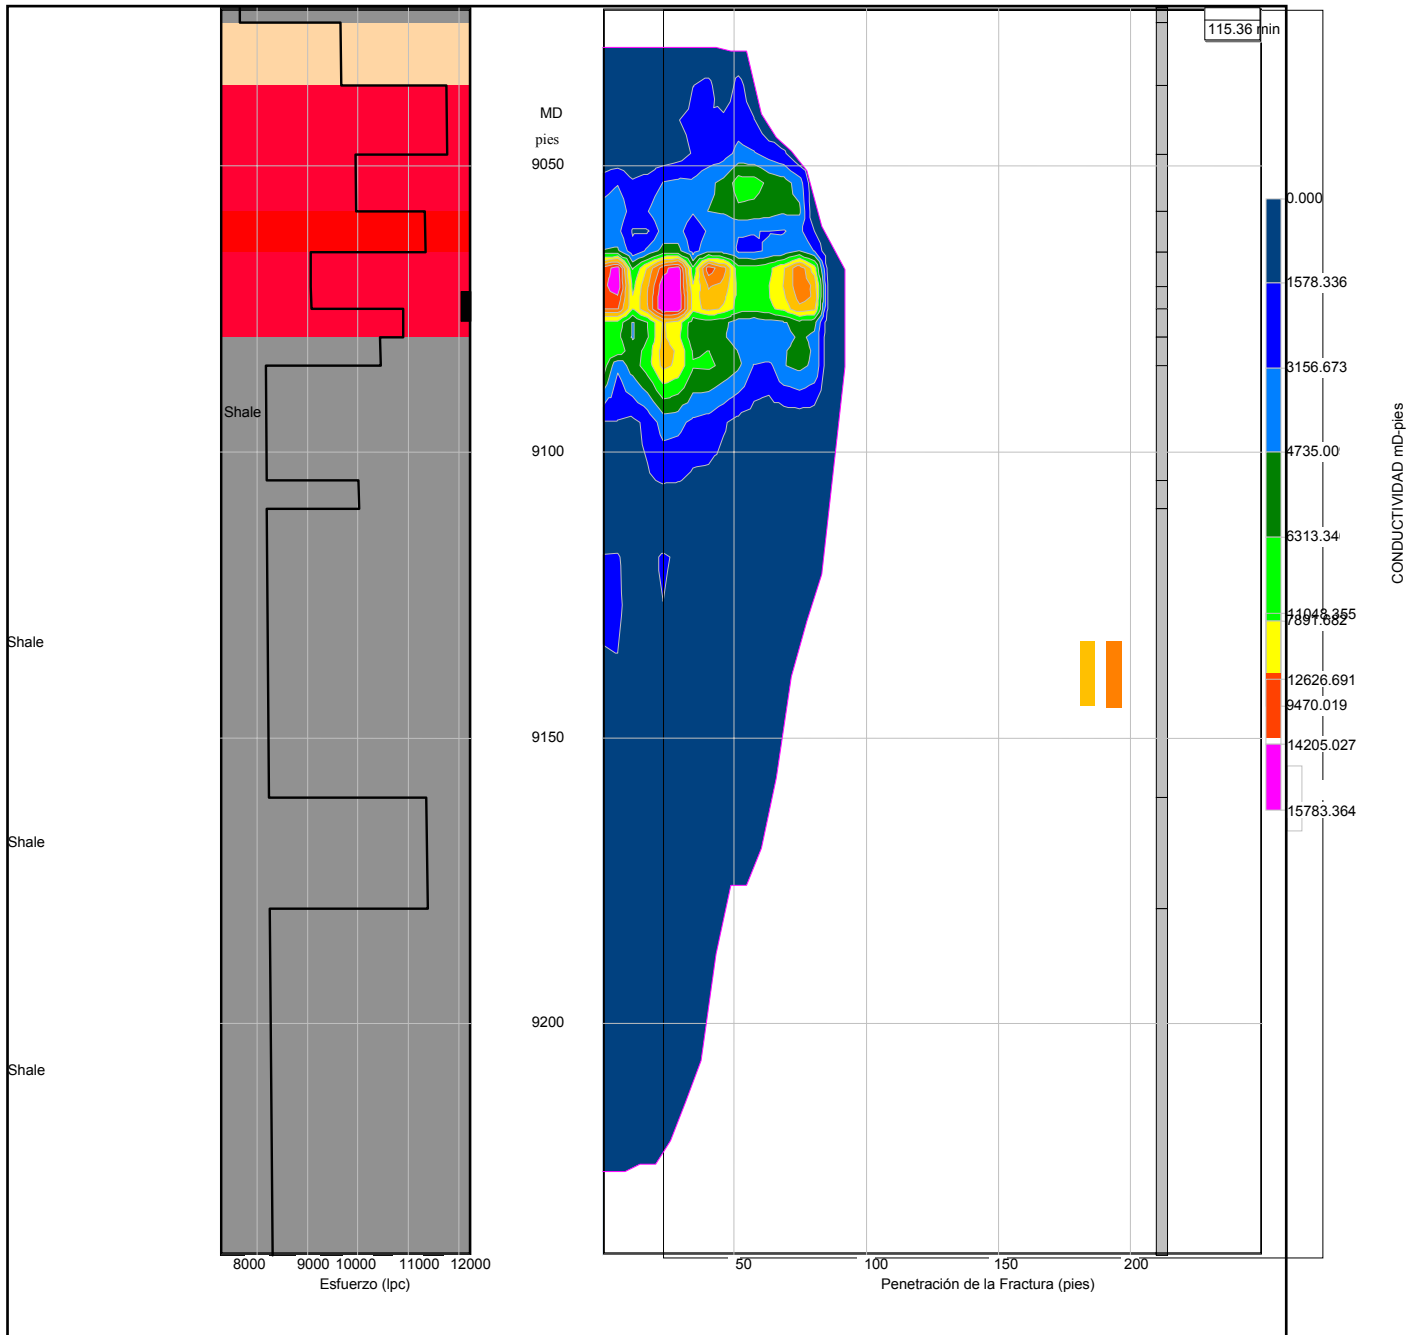 115.36 min
MD
pies
9050
9100
9150
9200
Shale
Shale
Shale
Shale
0.000
1578.336
3156.673
4735.00
6313.34
11048.355
7891.682
12626.691
9470.019
14205.027
15783.364
CONDUCTIVIDAD mD-pies
8000 9000 10000 11000 12000
Esfuerzo (lpc)
50 100 150 200
Penetración de la Fractura (pies)